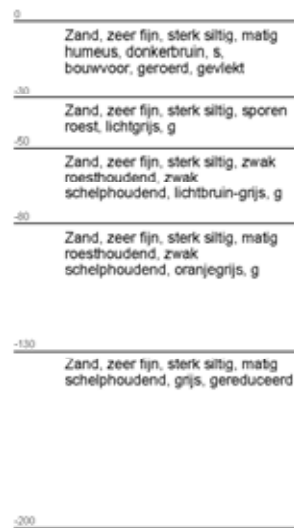 0
Zand, zeer fijn, sterk siltig, matig
humeus, donkerbruin, s,
bouwvoor, geroerd, gevlekt
-30
Zand, zeer fijn, sterk siltig, sporen
roest, lichtgrijs, g
-50
Zand, zeer fijn, sterk siltig, zwak
roesthoudend, zwak
schelphoudend, lichtbruin-grijs, g
-80
Zand, zeer fijn, sterk siltig, matig
roesthoudend, zwak
schelphoudend, oranjegrijs, g
-130
Zand, zeer fijn, sterk siltig, matig
schelphoudend, grijs, gereduceerd
-200